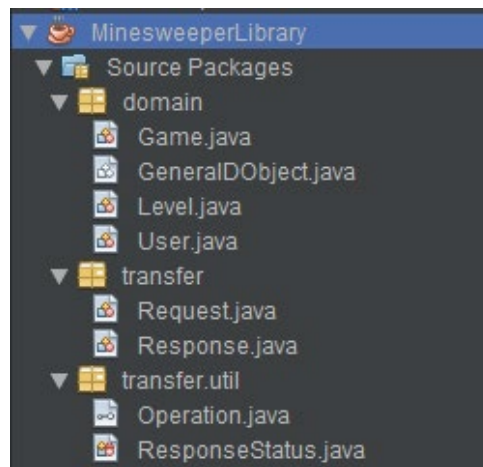 MinesweeperLibrary
Source Packages
domain
Game.java
GeneralDObject.java
Level.java
User.java
transfer
Request.java
Response.java
transfer.util
Operation.java
ResponseStatus.java